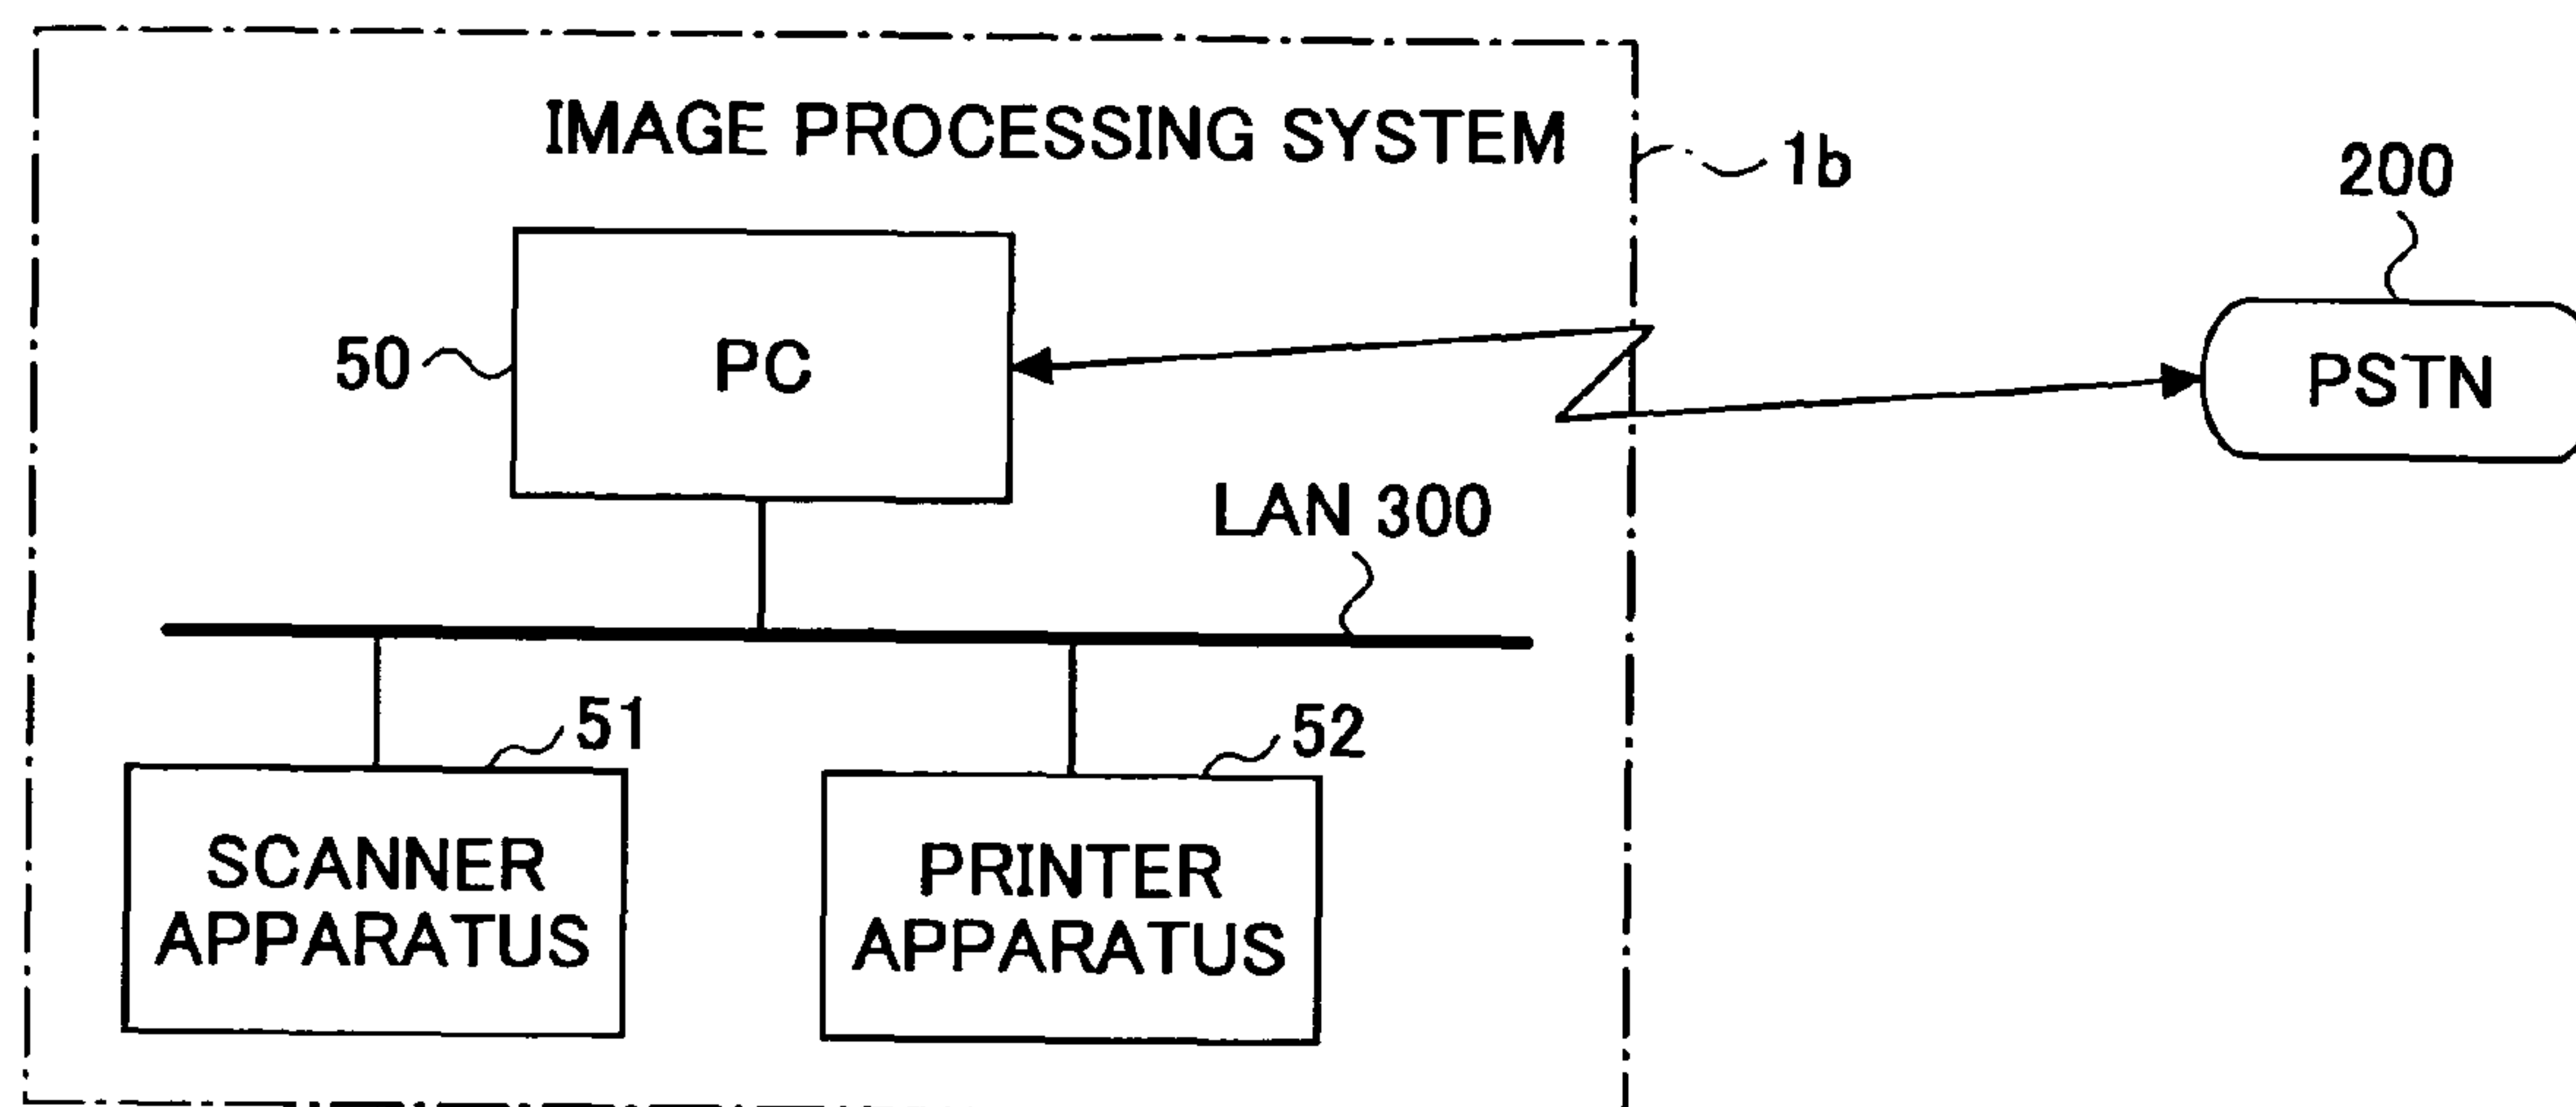 IMAGE PROCESSING SYSTEM
1b
200
50
PC
PSTN
LAN 300
51
52
SCANNER
APPARATUS
PRINTER
APPARATUS